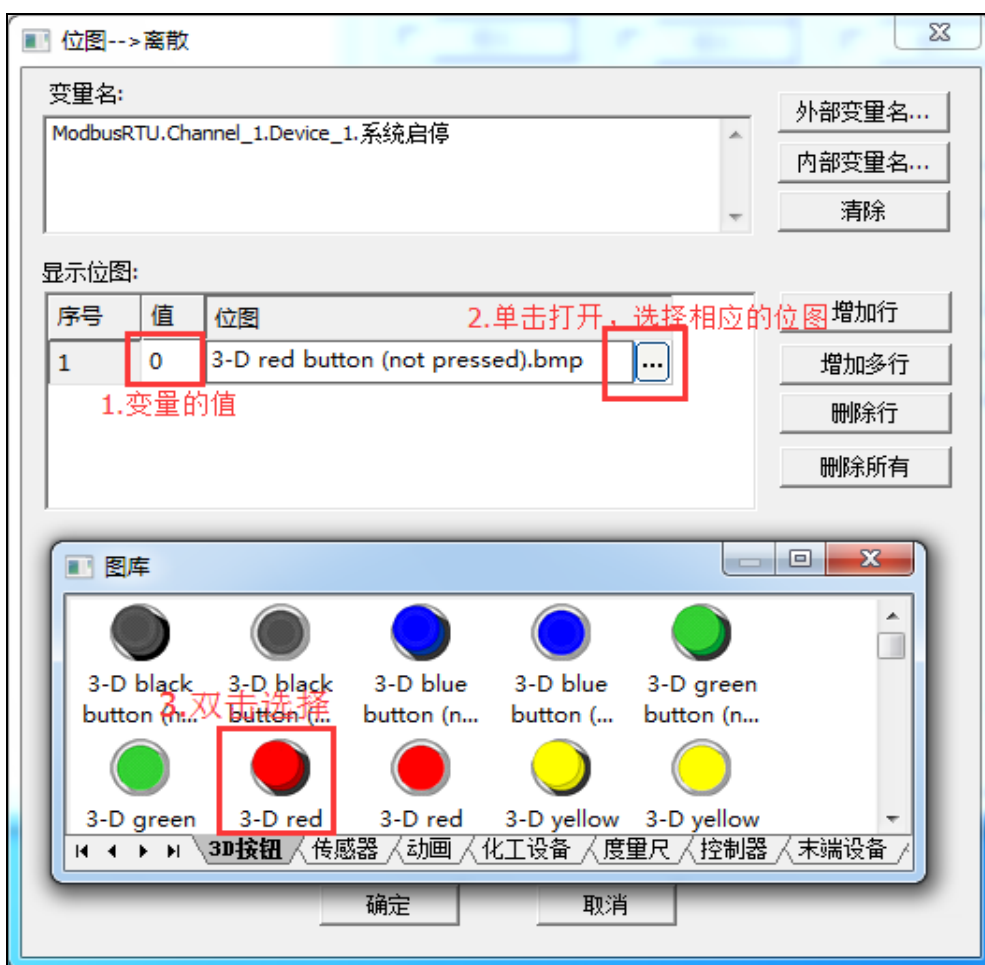 位图-->离散
变量名:
ModbusRTU.Channel_1.Device_1.系统启停
外部变量名...
内部变量名...
清除
显示位图:
序号 值 位图
2.单击打开，选择相应的位图
增加行
1 0 3-D red button (not pressed).bmp ...
增加多行
1.变量的值
删除行
删除所有
图库
3-D black button (n...
3-D black button (...
3-D blue button (n...
3-D blue button (...
3-D green button (n...
3.双击选择
3-D green
3-D red
3-D red
3-D yellow
3-D yellow
3D按钮 传感器 动画 化工设备 度量尺 控制器 末端设备
确定 取消